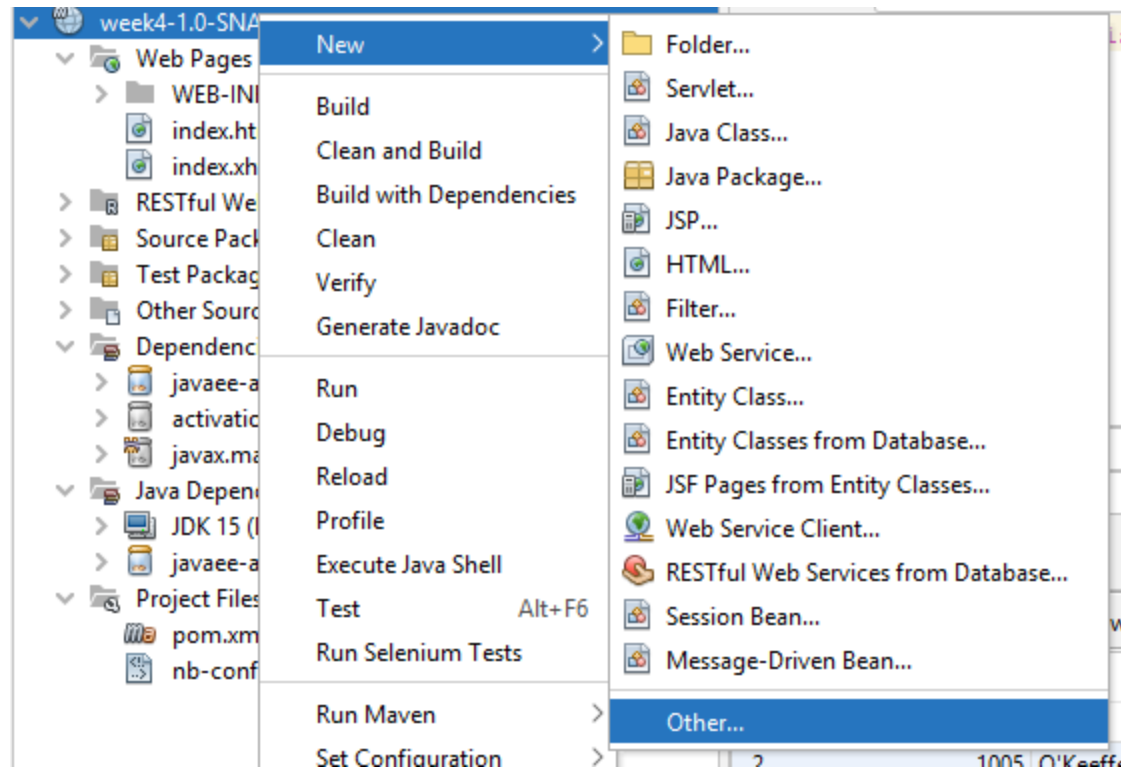 week4-1.0-SNA
Web Pages
WEB-INF
index.ht
index.xh
RESTful We
Source Pack
Test Packag
Other Sourc
Dependenc
javaee-a
activatio
javax.ma
Java Depen
JDK 15 (
javaee-a
Project Files
pom.xm
nb-conf
New
Build
Clean and Build
Build with Dependencies
Clean
Verify
Generate Javadoc
Run
Debug
Reload
Profile
Execute Java Shell
Test Alt+F6
Run Selenium Tests
Run Maven
Set Configuration
Folder...
Servlet...
Java Class...
Java Package...
JSP...
HTML...
Filter...
Web Service...
Entity Class...
Entity Classes from Database...
JSF Pages from Entity Classes...
Web Service Client...
RESTful Web Services from Database...
Session Bean...
Message-Driven Bean...
Other...
2 1005 O'Keeffe